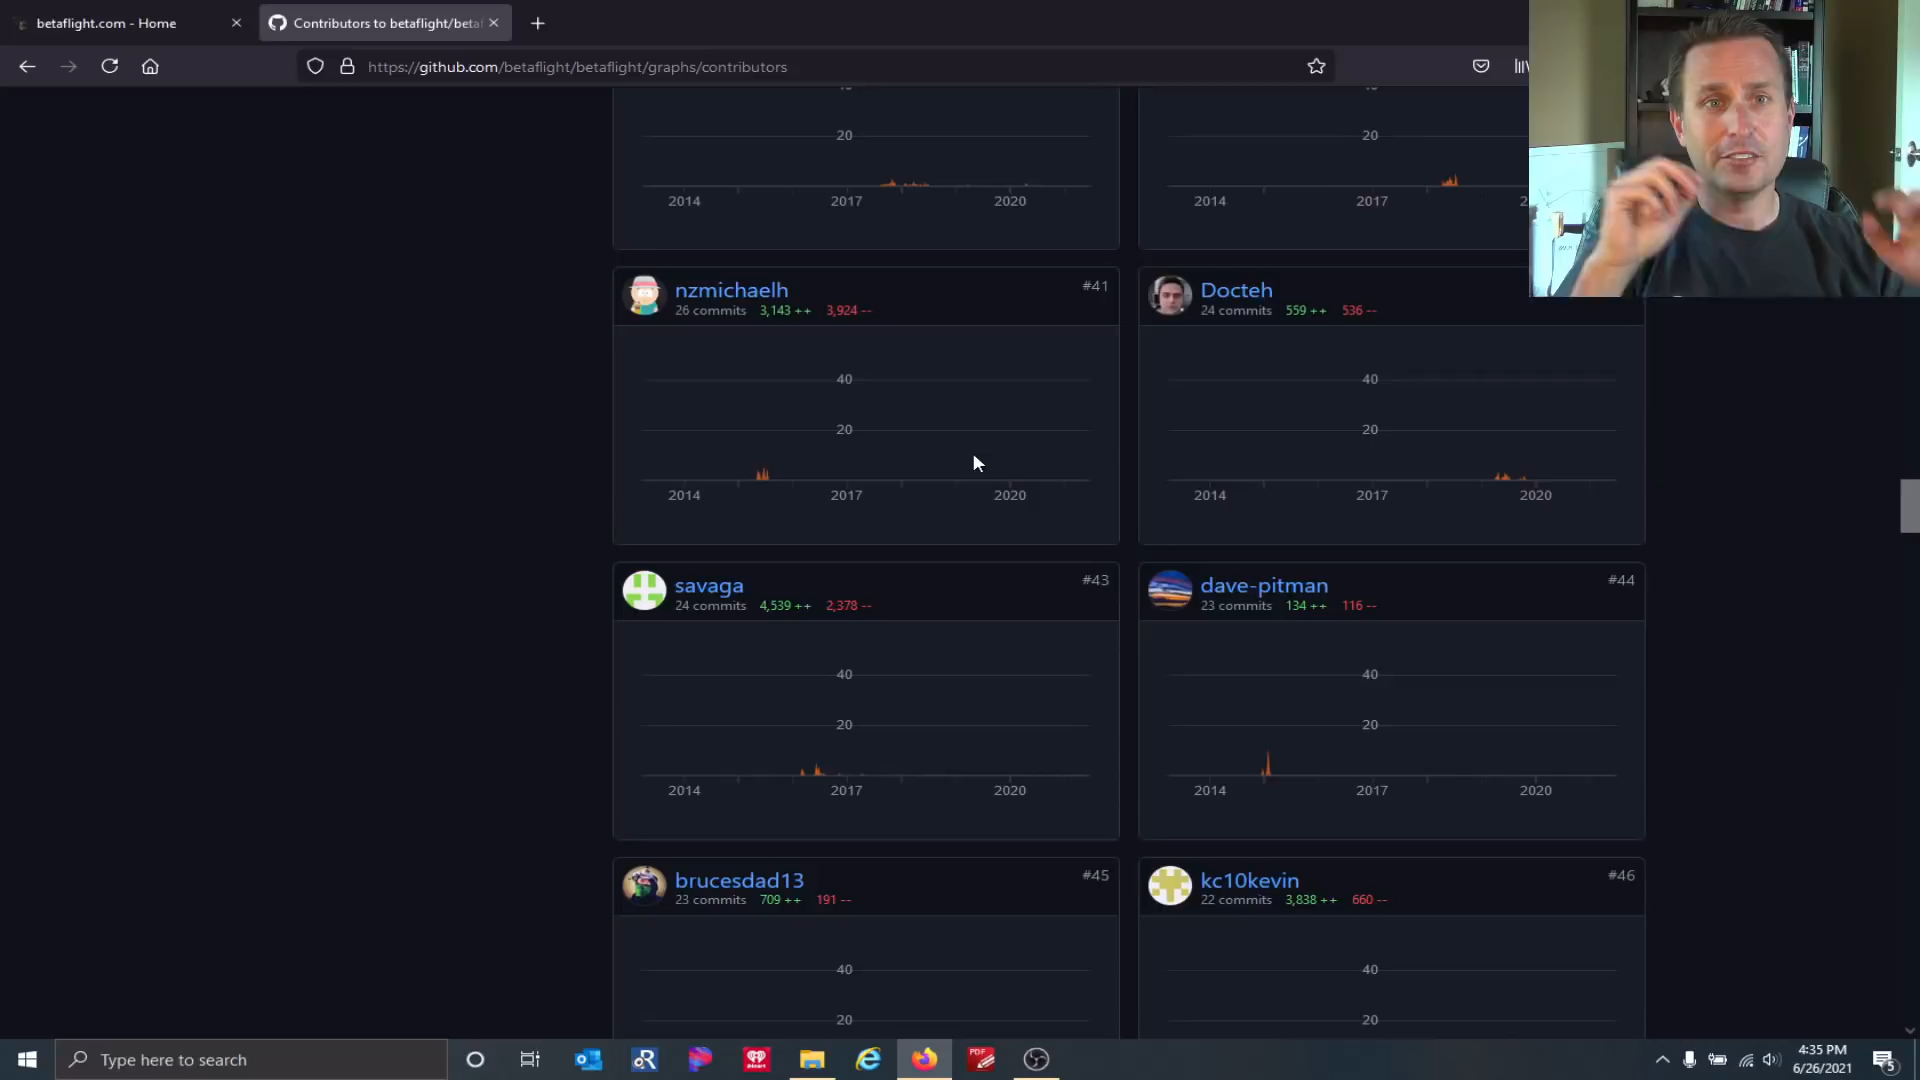 betaflight.com - Home
Contributors to betaflight/beta
https://github.com/betaflight/betaflight/graphs/contributors
20
2014 2017 2020
20
2014 2017
nzmichaelh #41
26 commits 3,143 ++ 3,924 --
40
20
2014 2017 2020
Docteh
24 commits 559 ++ 536 --
40
20
2014 2017 2020
savaga #43
24 commits 4,539 ++ 2,378 --
40
20
2014 2017 2020
dave-pitman #44
23 commits 134 ++ 116 --
40
20
2014 2017 2020
brucesdad13 #45
23 commits 709 ++ 191 --
40
20
kc10kevin #46
22 commits 3,838 ++ 660 --
40
20
Type here to search
PDF
iHeart
4:35 PM
6/26/2021
5